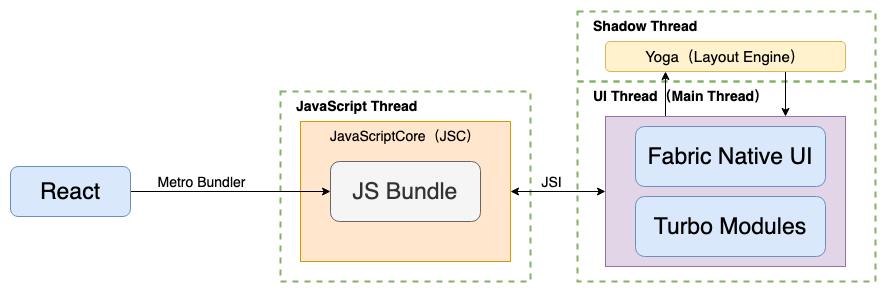 Shadow Thread
Yoga（Layout Engine）
UI Thread（Main Thread）
JavaScript Thread
JavaScriptCore（JSC）
Fabric Native UI
React
Metro Bundler
JS Bundle
JSI
Turbo Modules